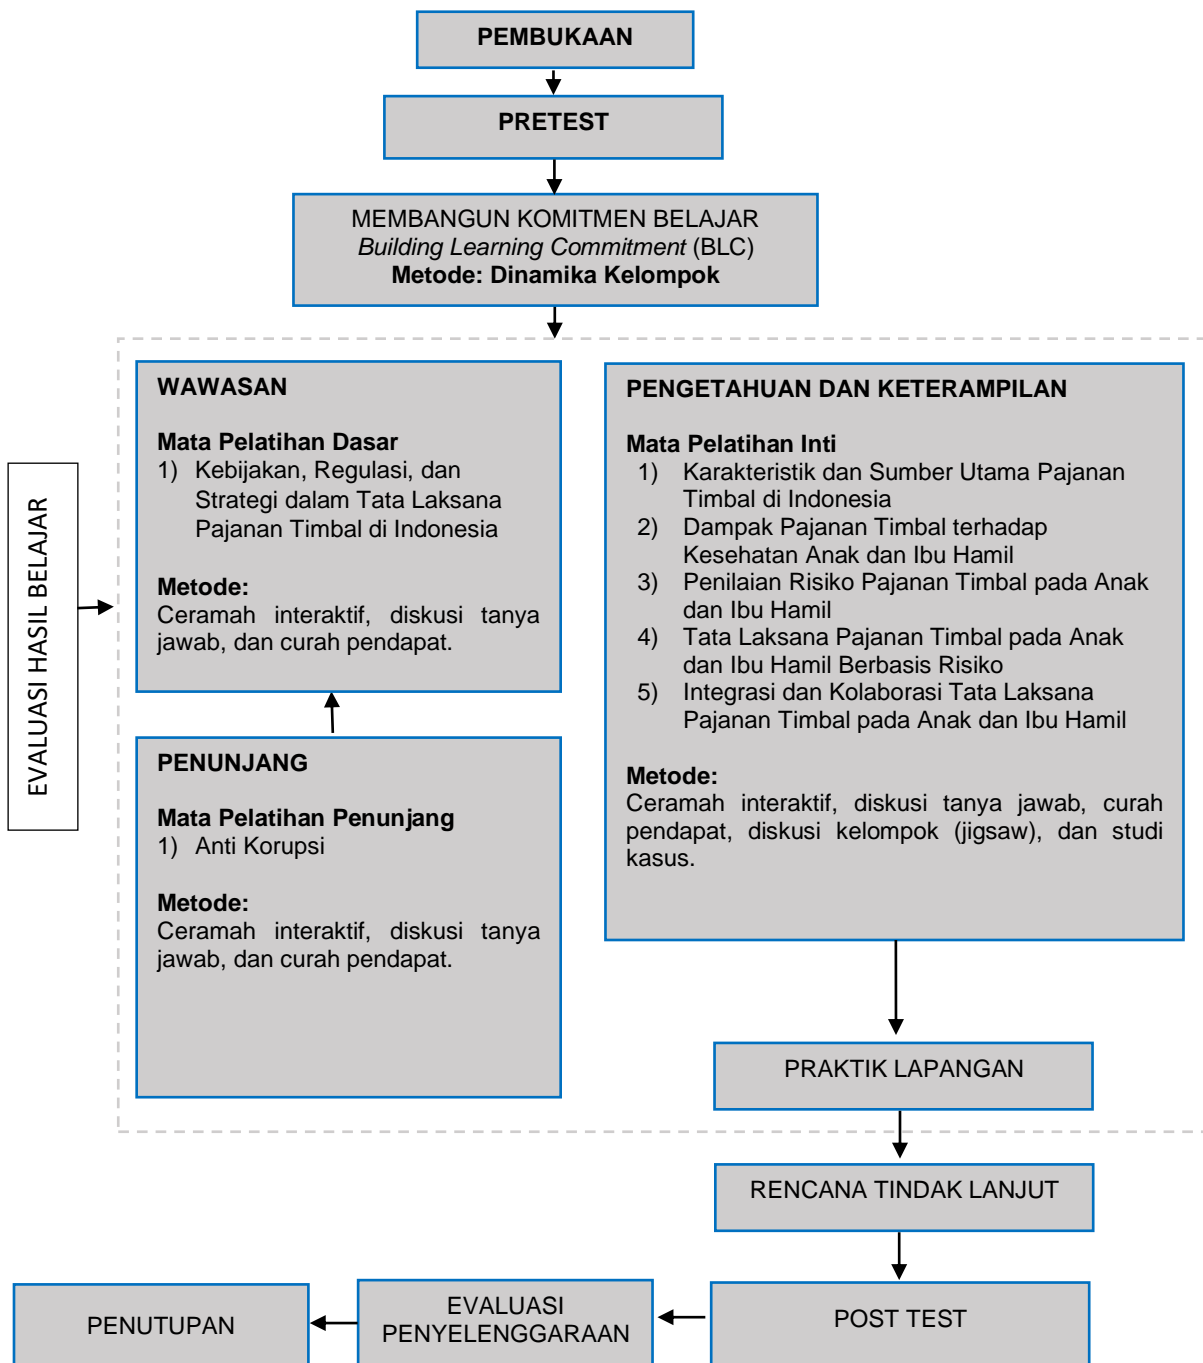 PEMBUKAAN
PRETEST
MEMBANGUN KOMITMEN BELAJAR
Building Learning Commitment (BLC)
Metode: Dinamika Kelompok
EVALUASI HASIL BELAJAR
WAWASAN
Mata Pelatihan Dasar
1) Kebijakan, Regulasi, dan
Strategi dalam Tata Laksana
Pajanan Timbal di Indonesia
Metode:
Ceramah interaktif, diskusi tanya
jawab, dan curah pendapat.
PENUNJANG
Mata Pelatihan Penunjang
1) Anti Korupsi
Metode:
Ceramah interaktif, diskusi tanya
jawab, dan curah pendapat.
PENGETAHUAN DAN KETERAMPILAN
Mata Pelatihan Inti
1) Karakteristik dan Sumber Utama Pajanan
Timbal di Indonesia
2) Dampak Pajanan Timbal terhadap
Kesehatan Anak dan Ibu Hamil
3) Penilaian Risiko Pajanan Timbal pada Anak
dan Ibu Hamil
4) Tata Laksana Pajanan Timbal pada Anak
dan Ibu Hamil Berbasis Risiko
5) Integrasi dan Kolaborasi Tata Laksana
Pajanan Timbal pada Anak dan Ibu Hamil
Metode:
Ceramah interaktif, diskusi tanya jawab, curah
pendapat, diskusi kelompok (jigsaw), dan studi
kasus.
PRAKTIK LAPANGAN
RENCANA TINDAK LANJUT
POST TEST
EVALUASI
PENYELENGGARAAN
PENUTUPAN